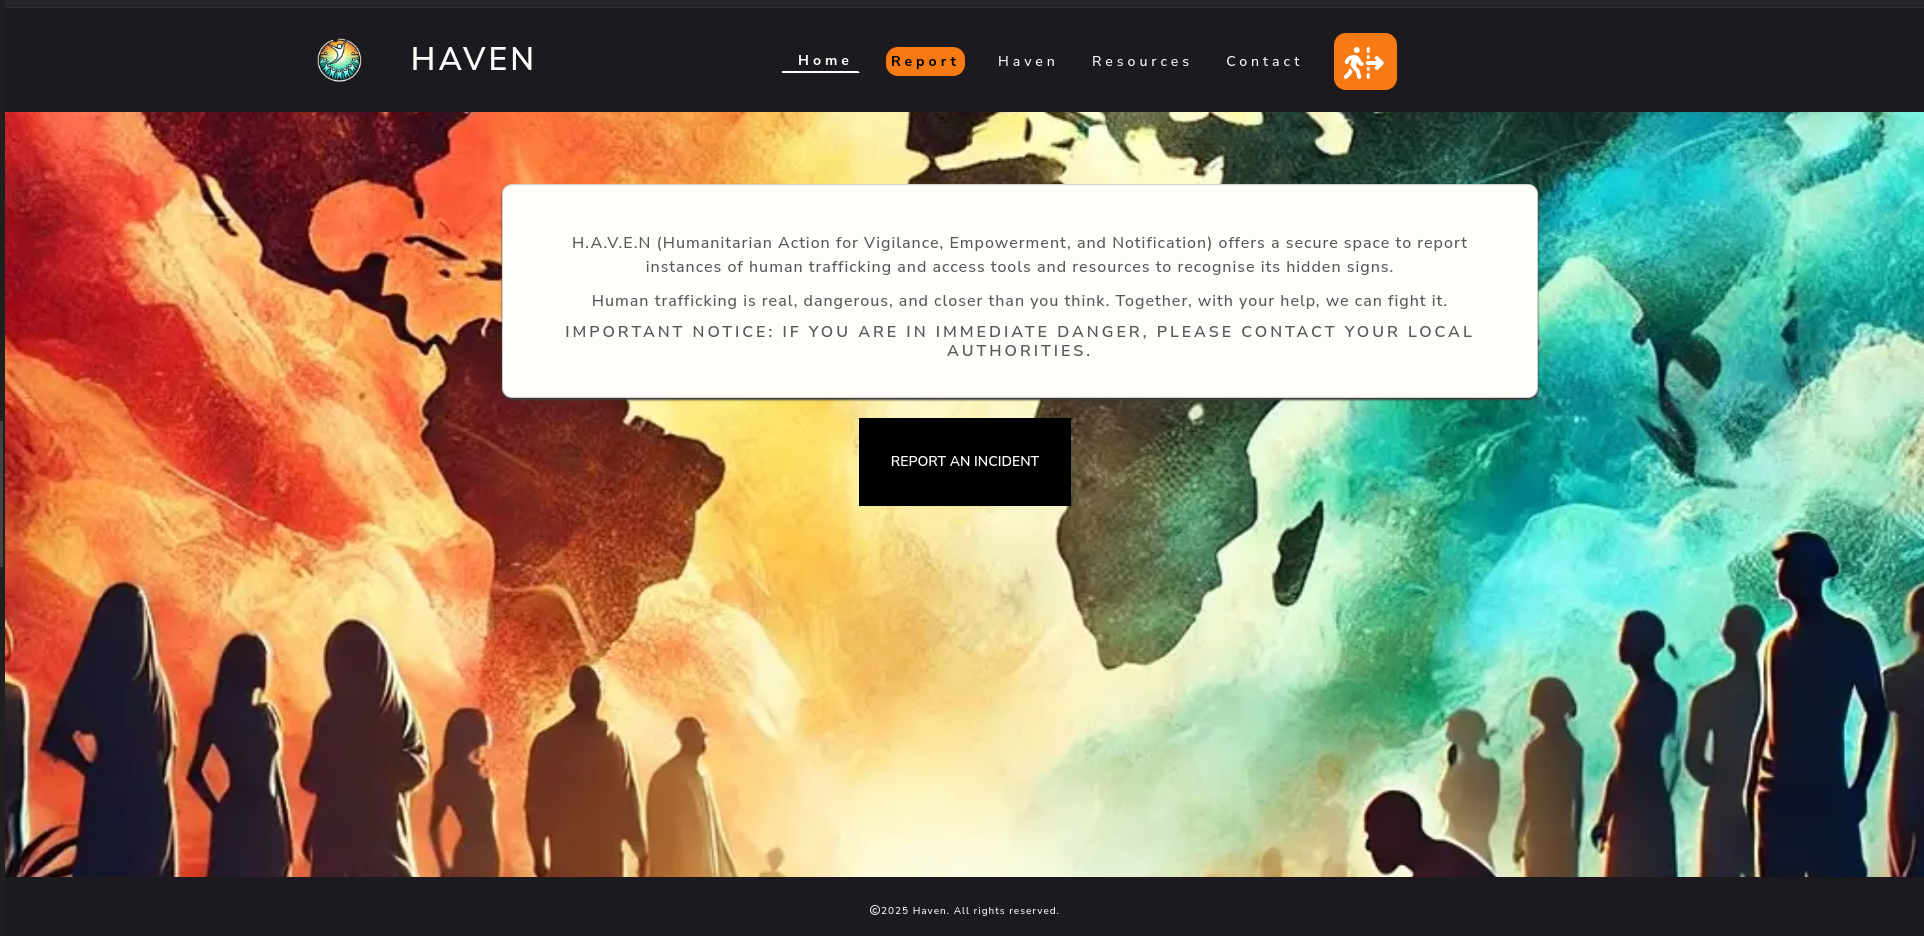 HAVEN
Home
Report
Haven
Resources
Contact
H.A.V.E.N (Humanitarian Action for Vigilance, Empowerment, and Notification) offers a secure space to report
instances of human trafficking and access tools and resources to recognise its hidden signs.
Human trafficking is real, dangerous, and closer than you think. Together, with your help, we can fight it.
IMPORTANT NOTICE: IF YOU ARE IN IMMEDIATE DANGER, PLEASE CONTACT YOUR LOCAL
AUTHORITIES.
REPORT AN INCIDENT
©2025 Haven. All rights reserved.